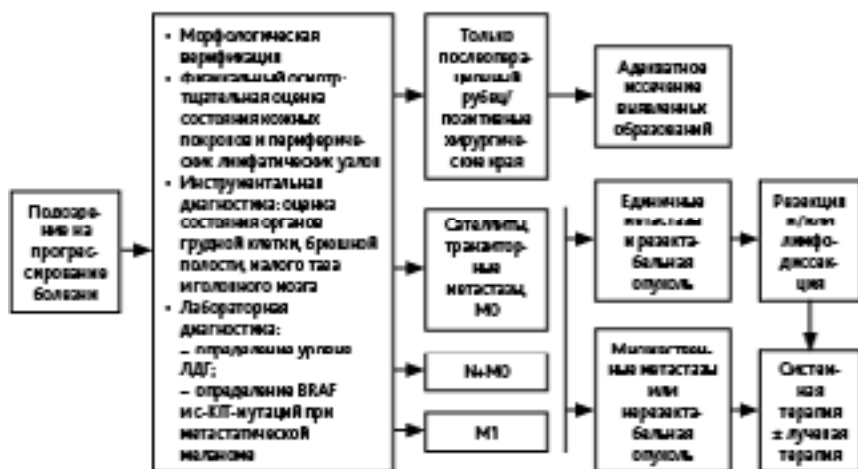 Подозре-
ние на
прогрес-
сирование
болезни
• Морфологическая
верификация
• Физикальный осмотр-
тщательная оценка
состояния кожных
покровов и перифериче-
ских лимфатических узлов
• Инструментальная
диагностика: оценка
состояния органов
грудной клетки, брюшной
полости, малого таза
и головного мозга
• Лабораторная
диагностика:
– определение уровня
ЛДГ;
– определение BRAF
и c-KIT-мутаций при
метастатической
меланоме
Только
послеопера-
ционный
рубец/
позитивные
хирургиче-
ские края
Адекватное
иссечение
выявленных
образований
Сателлиты,
транзитор-
ные
метастазы,
M0
N+M0
M1
Единичные
метастазы
и резекта-
бельная
опухоль
Резекция
и/или
лимфо-
диссек-
ция
Множествен-
ные метастазы
или
нерезекта-
бельная
опухоль
Систем-
ная
терапия
± лучевая
терапия